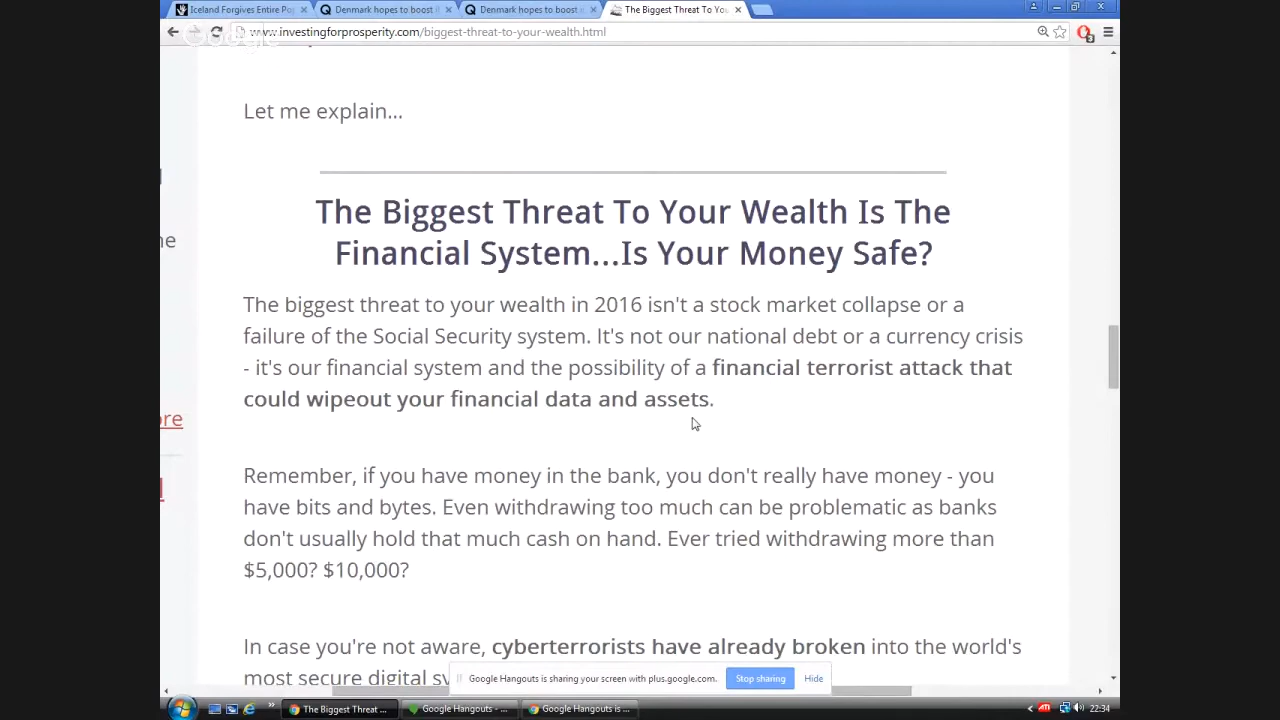 Iceland Forgives Entire Pop
Denmark hopes to boost i
Denmark hopes to boost i
The Biggest Threat To You
www.investingforprosperity.com/biggest-threat-to-your-wealth.html
Google
Let me explain...
The Biggest Threat To Your Wealth Is The
Financial System...Is Your Money Safe?
The biggest threat to your wealth in 2016 isn't a stock market collapse or a
failure of the Social Security system. It's not our national debt or a currency crisis
- it's our financial system and the possibility of a financial terrorist attack that
could wipeout your financial data and assets.
Remember, if you have money in the bank, you don't really have money - you
have bits and bytes. Even withdrawing too much can be problematic as banks
don't usually hold that much cash on hand. Ever tried withdrawing more than
$5,000? $10,000?
In case you're not aware, cyberterrorists have already broken into the world's
most secure digital sy
ne
ore
Google Hangouts is sharing your screen with plus.google.com. Stop sharing Hide
The Biggest Threat ...
Google Hangouts - ...
Google Hangouts is ...
ATI
22:34